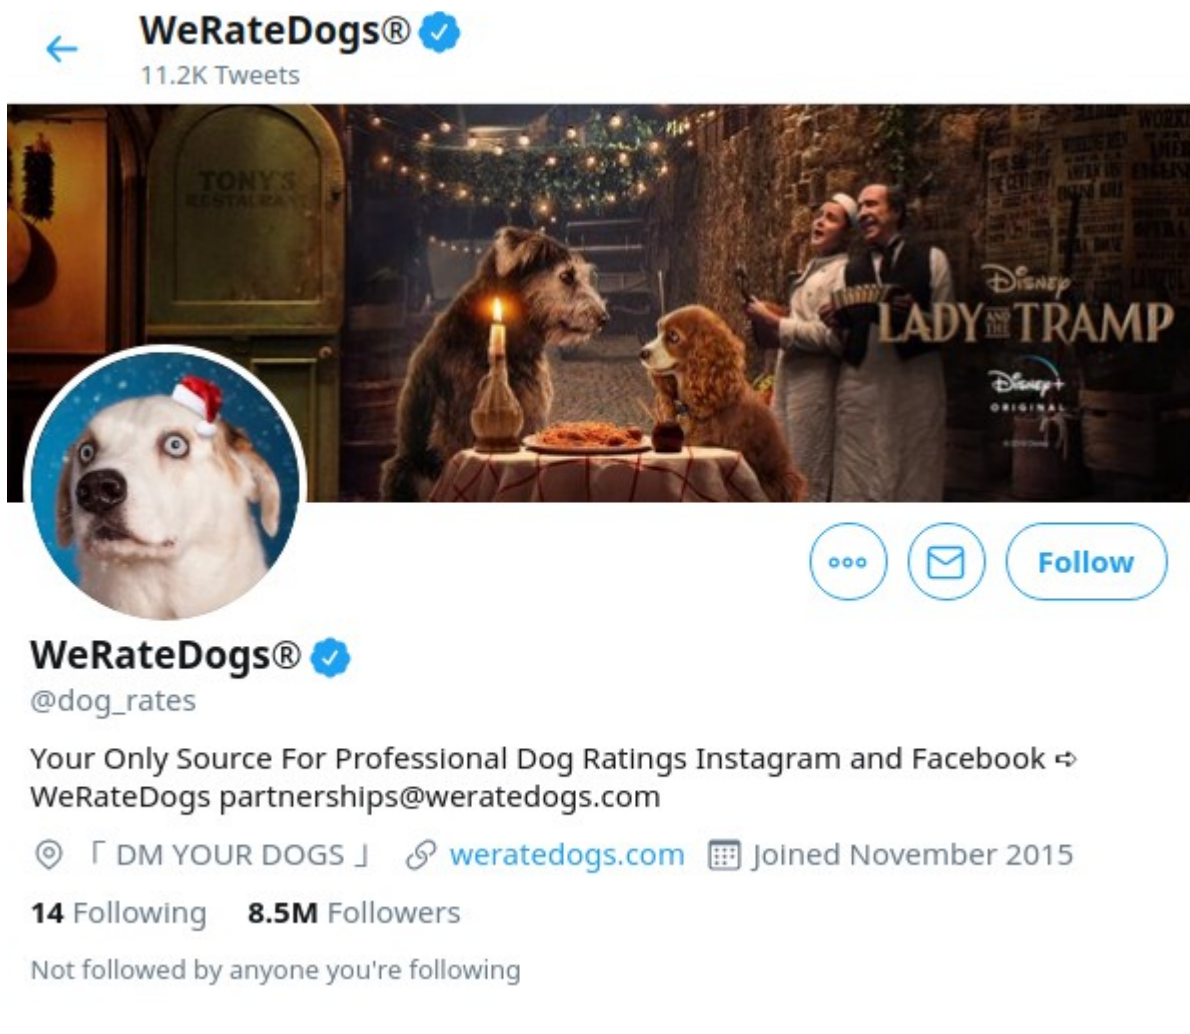 WeRateDogs®
11.2K Tweets
TONY'S
RESTAURANT
DISNEY
LADY AND THE TRAMP
DISNEY+
ORIGINAL
Follow
WeRateDogs®
@dog_rates
Your Only Source For Professional Dog Ratings Instagram and Facebook ➪
WeRateDogs partnerships@weratedogs.com
「 DM YOUR DOGS 」 weratedogs.com Joined November 2015
14 Following 8.5M Followers
Not followed by anyone you're following